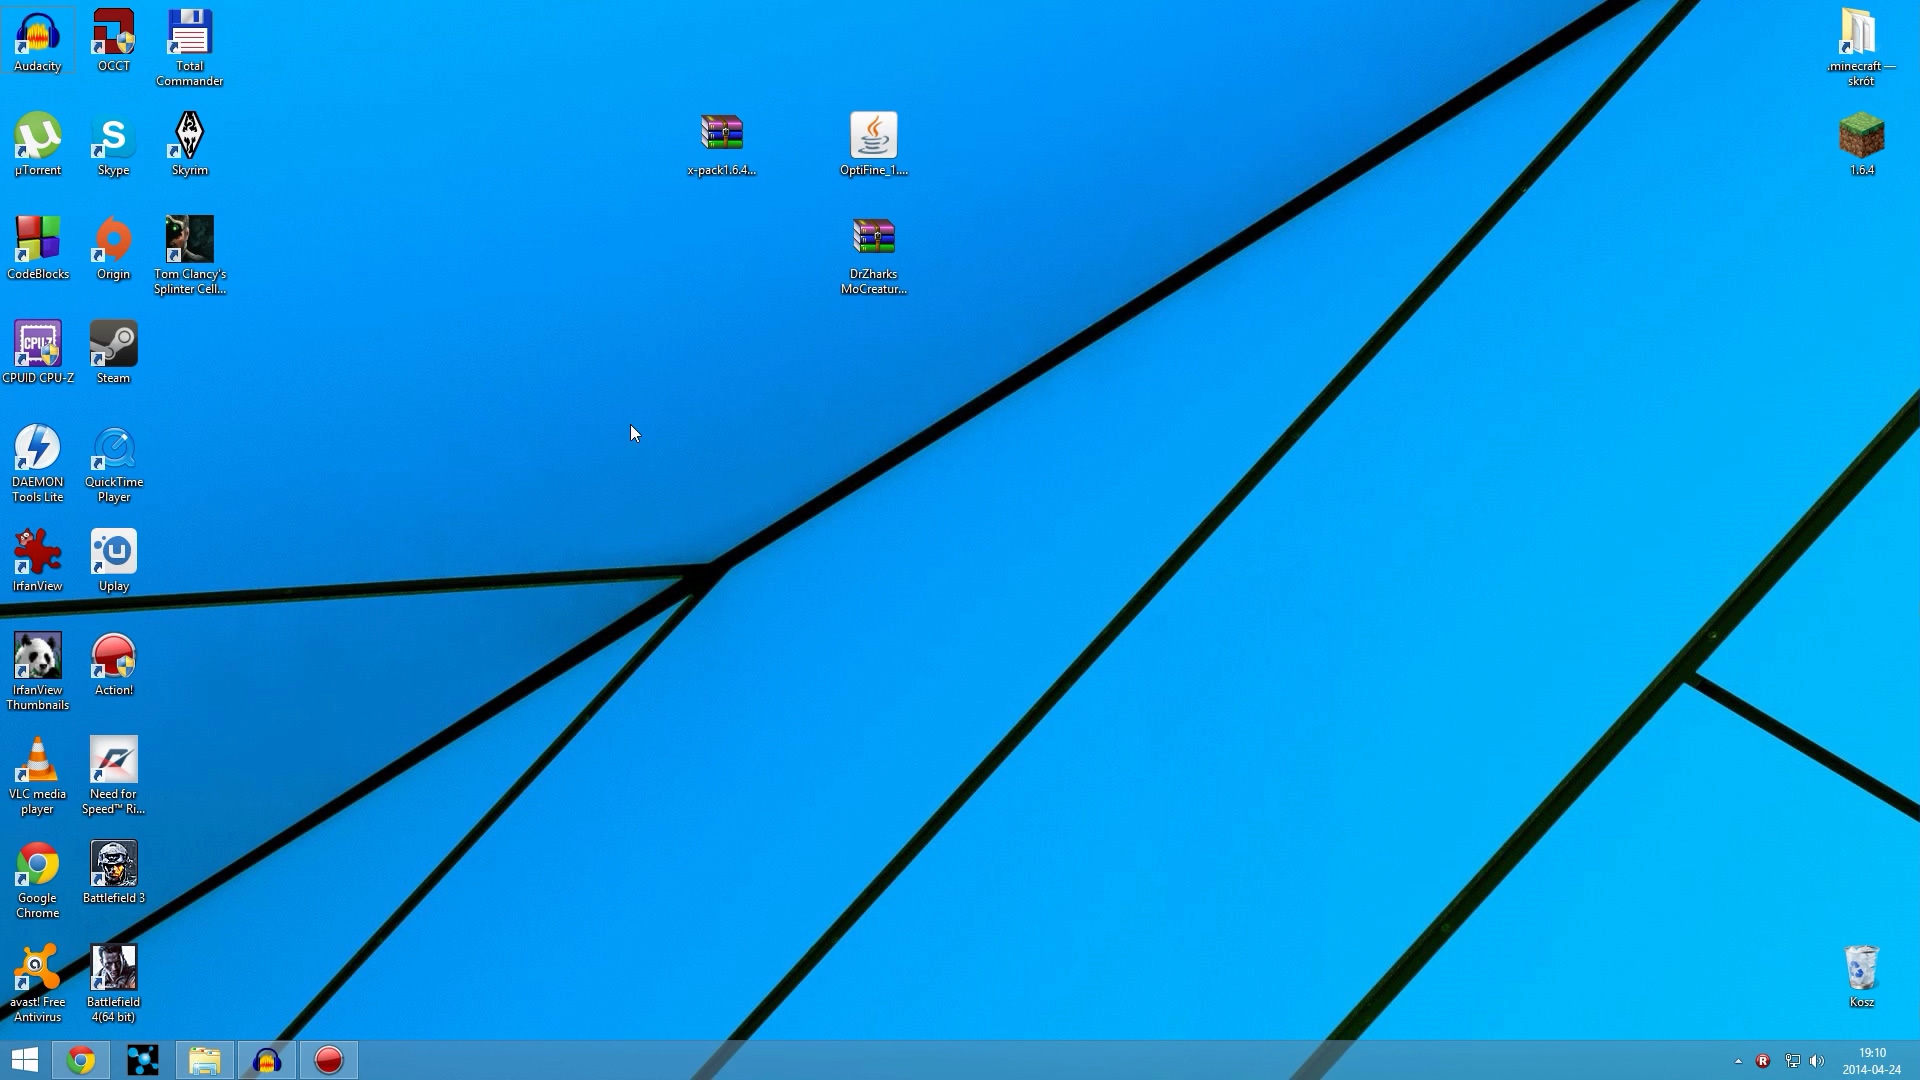 Audacity
OCCT
Total
Commander
.minecraft —
skrót
µTorrent
Skype
Skyrim
x-pack1.6.4...
OptiFine_1....
1.6.4
CodeBlocks
Origin
Tom Clancy's
Splinter Cell...
DrZharks
MoCreatur...
CPU-Z
CPUID CPU-Z
Steam
DAEMON
Tools Lite
QuickTime
Player
IrfanView
Uplay
IrfanView
Thumbnails
Action!
VLC media
player
Need for
Speed™ Ri...
Google
Chrome
Battlefield 3
avast! Free
Antivirus
Battlefield
4(64 bit)
Kosz
19:10
2014-04-24